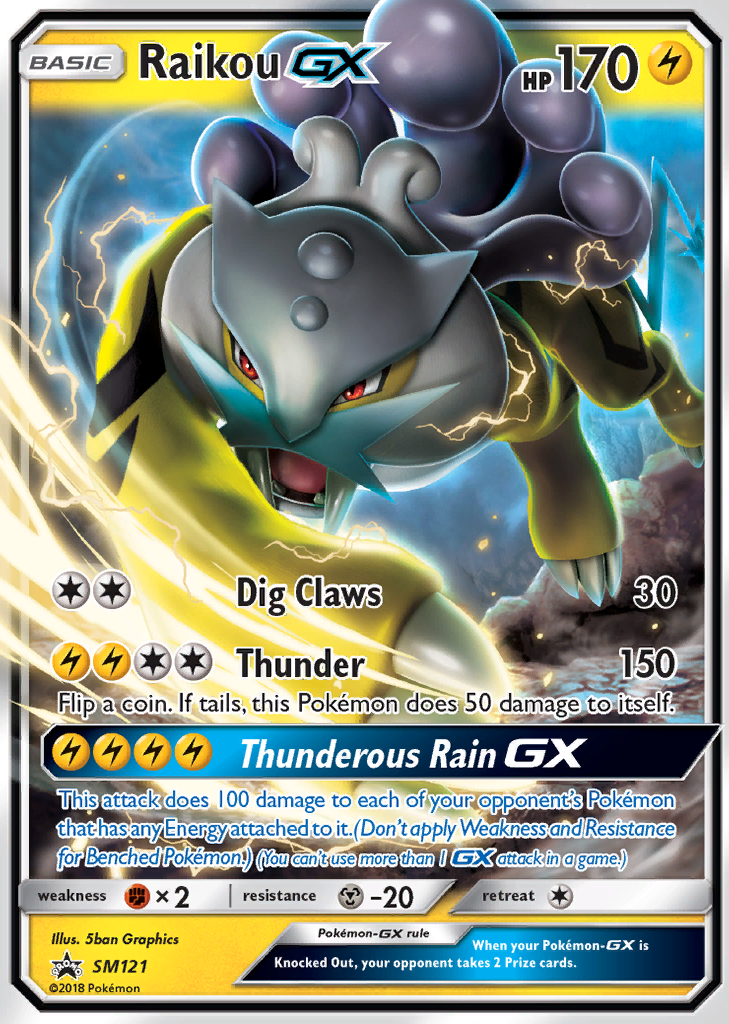 BASIC Raikou GX HP 170
Dig Claws 30
Thunder 150
Flip a coin. If tails, this Pokémon does 50 damage to itself.
Thunderous Rain GX
This attack does 100 damage to each of your opponent's Pokémon
that has any Energy attached to it. (Don't apply Weakness and Resistance
for Benched Pokémon.) (You can't use more than 1 GX attack in a game.)
weakness ×2 resistance -20 retreat
Illus. 5ban Graphics
Pokémon-GX rule
When your Pokémon-GX is
Knocked Out, your opponent takes 2 Prize cards.
PROMO SM121
©2018 Pokémon